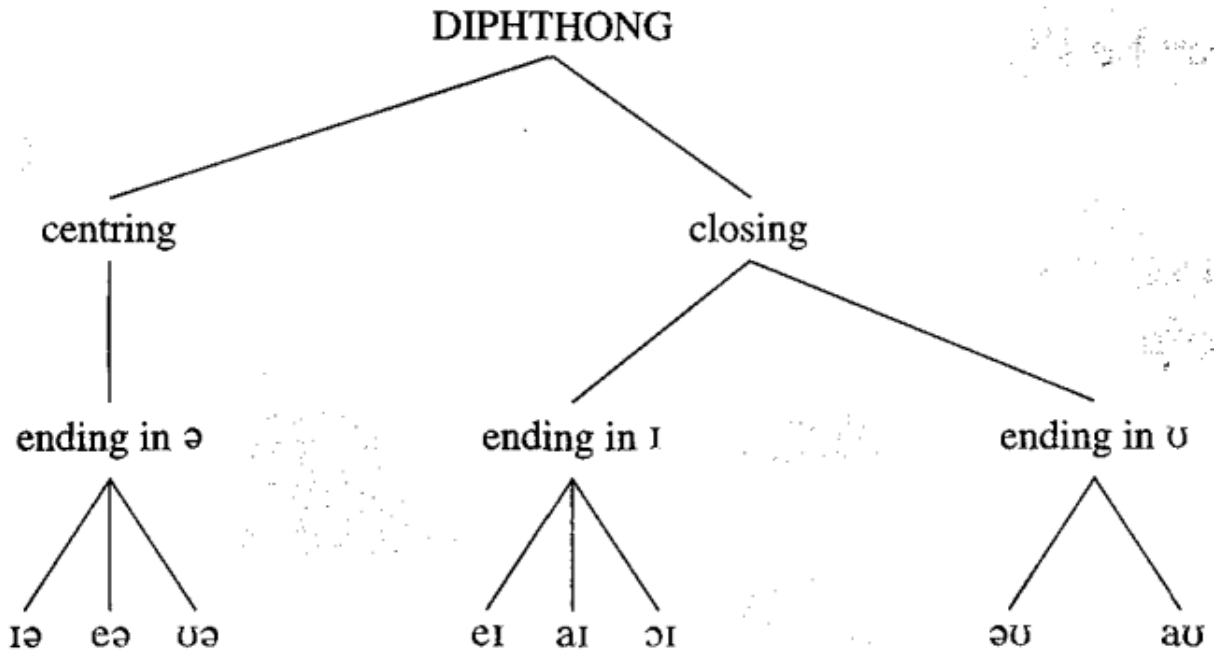 DIPHTHONG
centring closing
ending in ə ending in ɪ ending in ʊ
ɪə eə ʊə eɪ aɪ ɔɪ əʊ aʊ